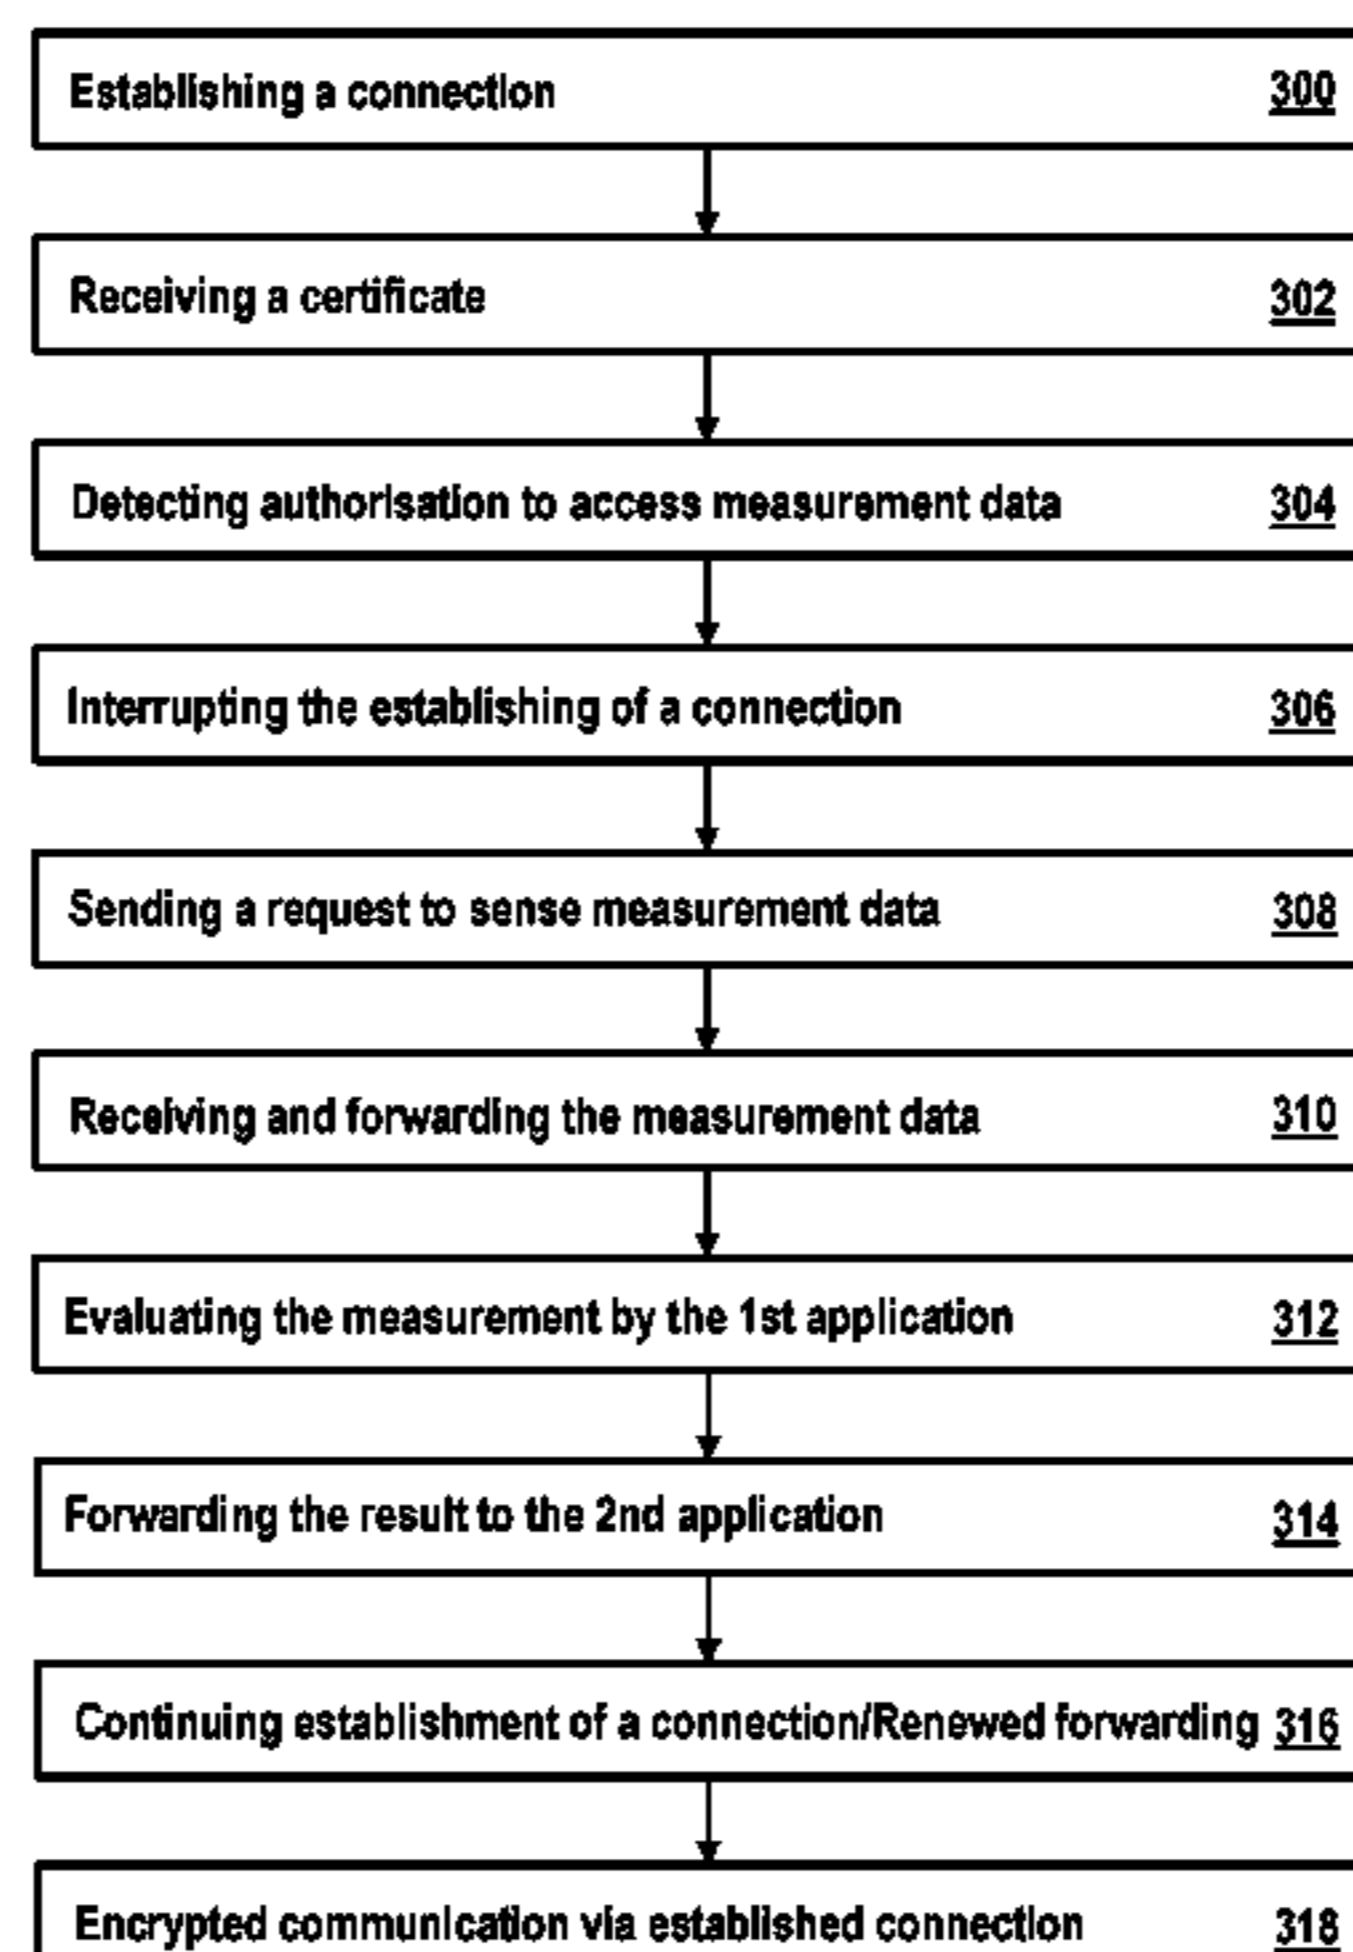 Establishing a connection 300
Receiving a certificate 302
Detecting authorisation to access measurement data 304
Interrupting the establishing of a connection 306
Sending a request to sense measurement data 308
Receiving and forwarding the measurement data 310
Evaluating the measurement by the 1st application 312
Forwarding the result to the 2nd application 314
Continuing establishment of a connection/Renewed forwarding 316
Encrypted communication via established connection 318